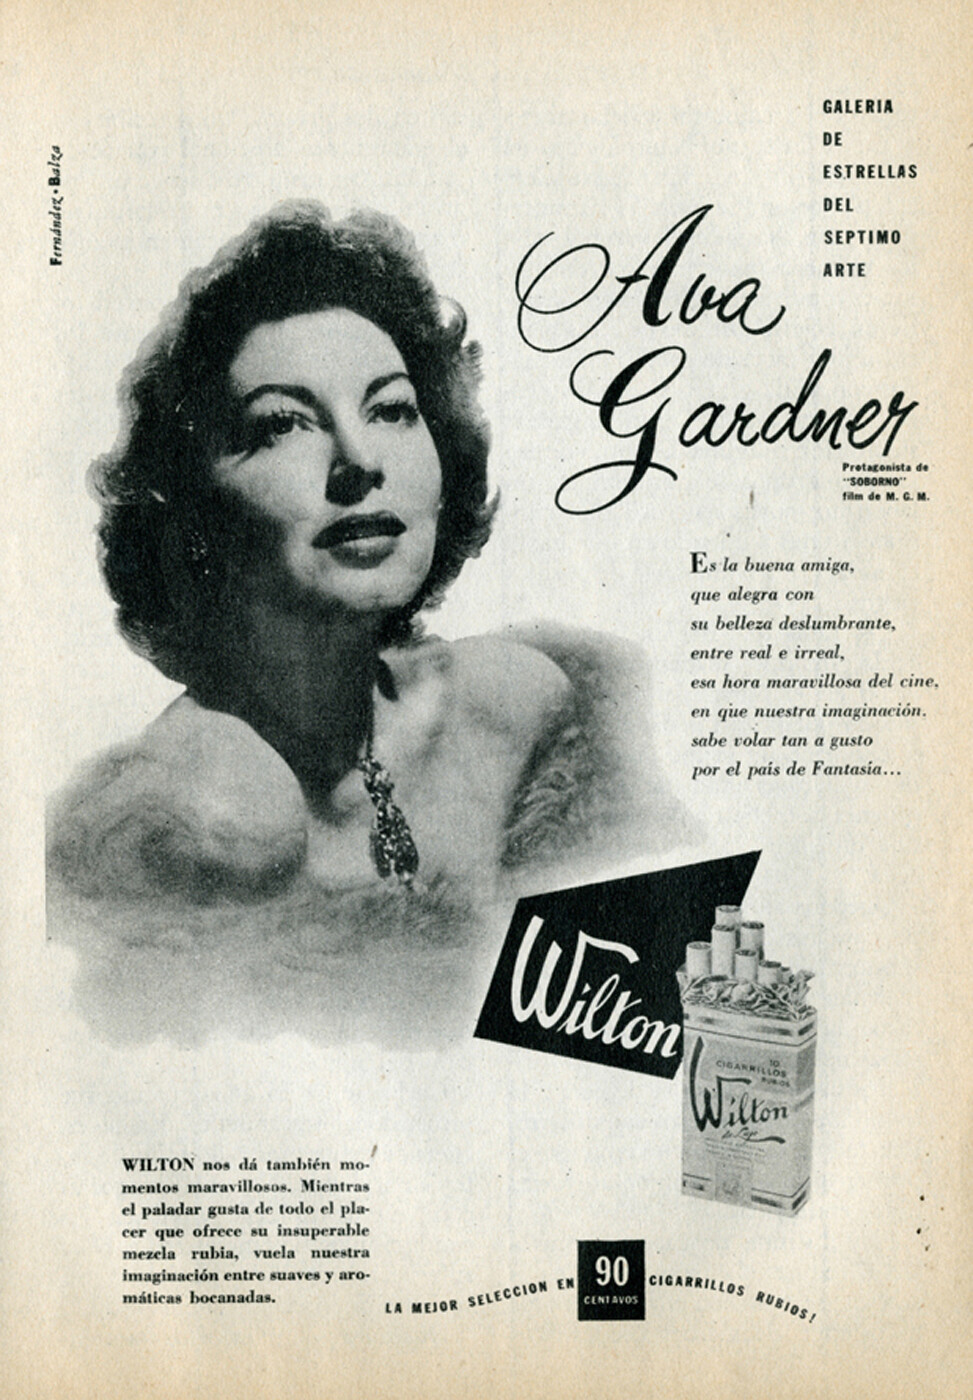 GALERIA
DE
ESTRELLAS
DEL
SEPTIMO
ARTE
Fernández • Balza
Ava
Gardner
Protagonista de
"SOBORNO"
film de M. G. M.
Es la buena amiga,
que alegra con
su belleza deslumbrante,
entre real e irreal,
esa hora maravillosa del cine,
en que nuestra imaginación,
sabe volar tan a gusto
por el país de Fantasía...
Wilton
10
CIGARRILLOS
RUBIOS
Wilton
de Lujo
WILTON nos dá también mo-
mentos maravillosos. Mientras
el paladar gusta de todo el pla-
cer que ofrece su insuperable
mezcla rubia, vuela nuestra
imaginación entre suaves y aro-
máticas bocanadas.
LA MEJOR SELECCION EN 90 CENTAVOS CIGARRILLOS RUBIOS!